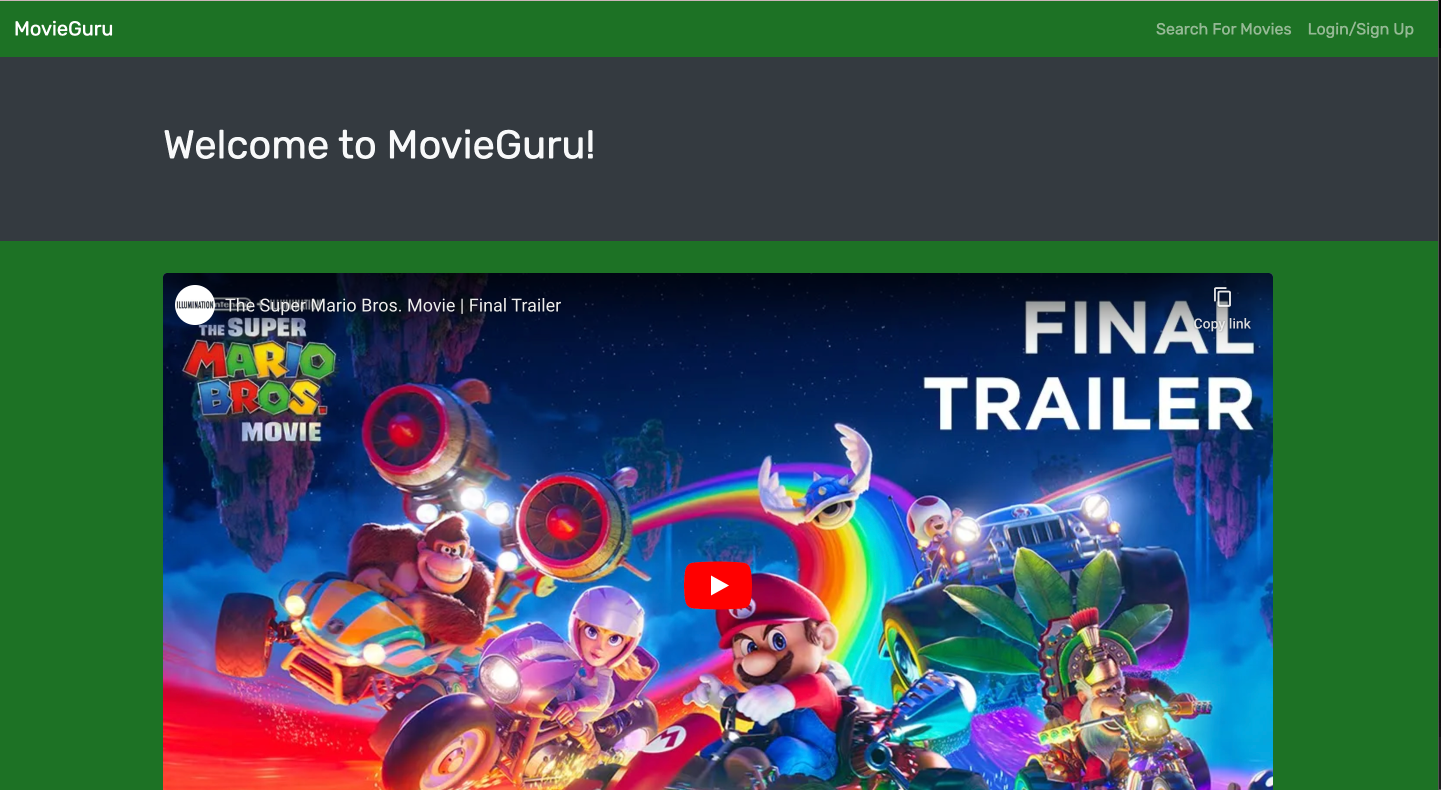 MovieGuru
Search For Movies Login/Sign Up
Welcome to MovieGuru!
ILLUMINATION
The Super Mario Bros. Movie | Final Trailer
Copy link
THE SUPER
MARIO
BROS.
MOVIE
FINAL
TRAILER
M